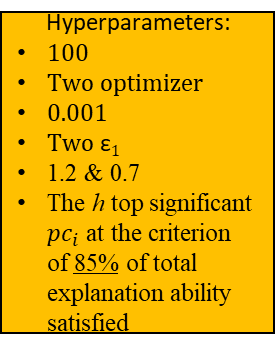 Hyperparameters:
• 100
• Two optimizer
• 0.001
• Two ε₁
• 1.2 & 0.7
• The h top significant
pcᵢ at the criterion
of 85% of total
explanation ability
satisfied